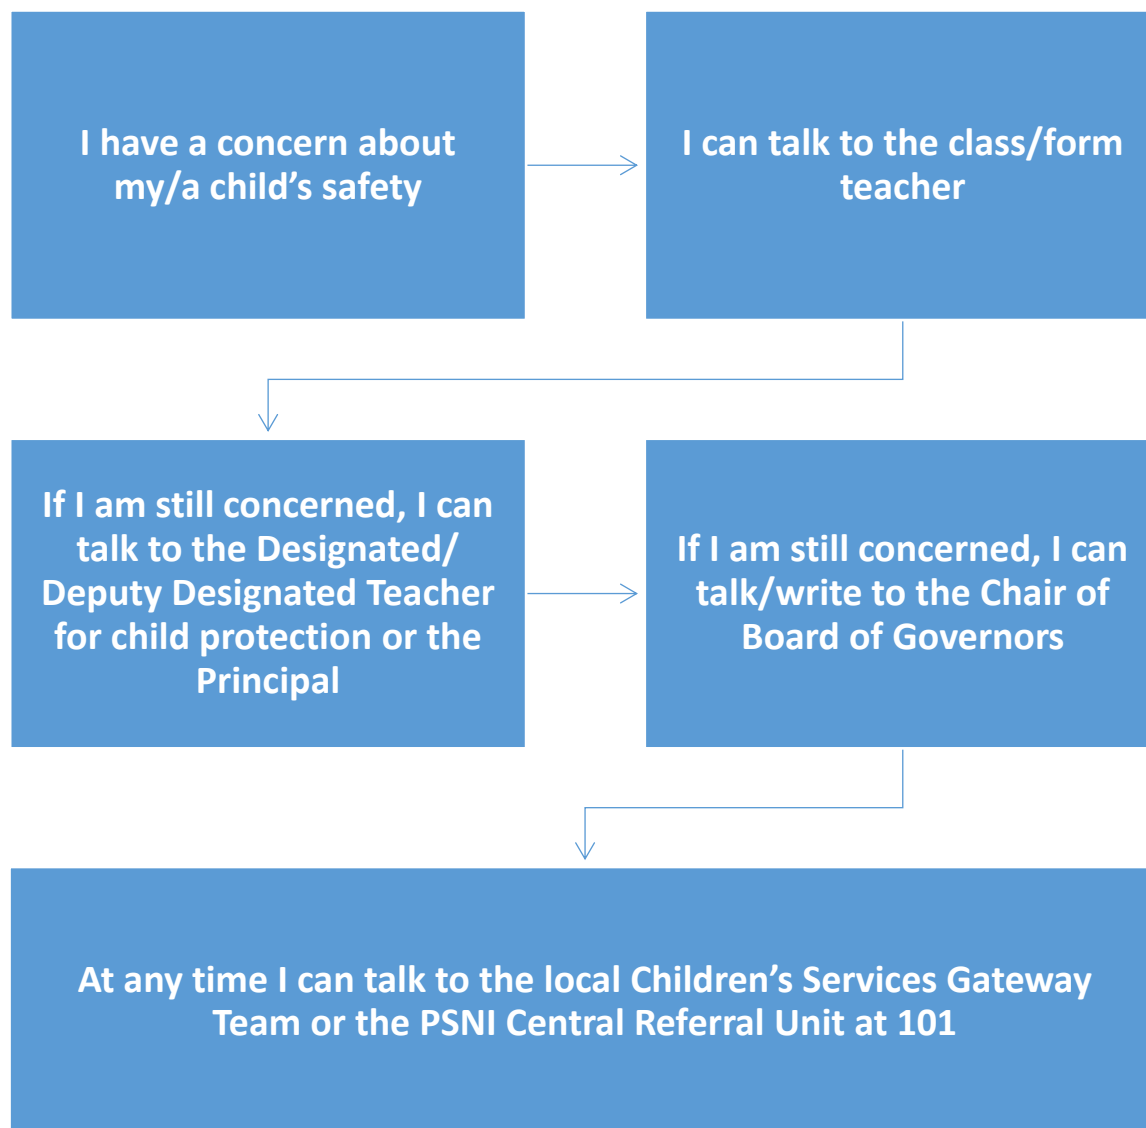 I have a concern about
my/a child’s safety
I can talk to the class/form
teacher
If I am still concerned, I can
talk to the Designated/
Deputy Designated Teacher
for child protection or the
Principal
If I am still concerned, I can
talk/write to the Chair of
Board of Governors
At any time I can talk to the local Children’s Services Gateway
Team or the PSNI Central Referral Unit at 101